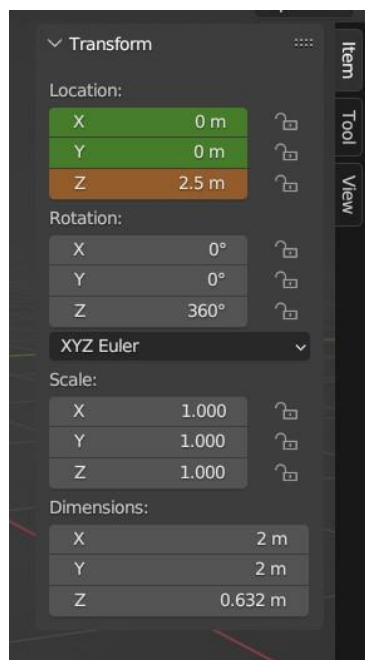 Transform
Item
Tool
View
Location:
X 0 m
Y 0 m
Z 2.5 m
Rotation:
X 0°
Y 0°
Z 360°
XYZ Euler
Scale:
X 1.000
Y 1.000
Z 1.000
Dimensions:
X 2 m
Y 2 m
Z 0.632 m